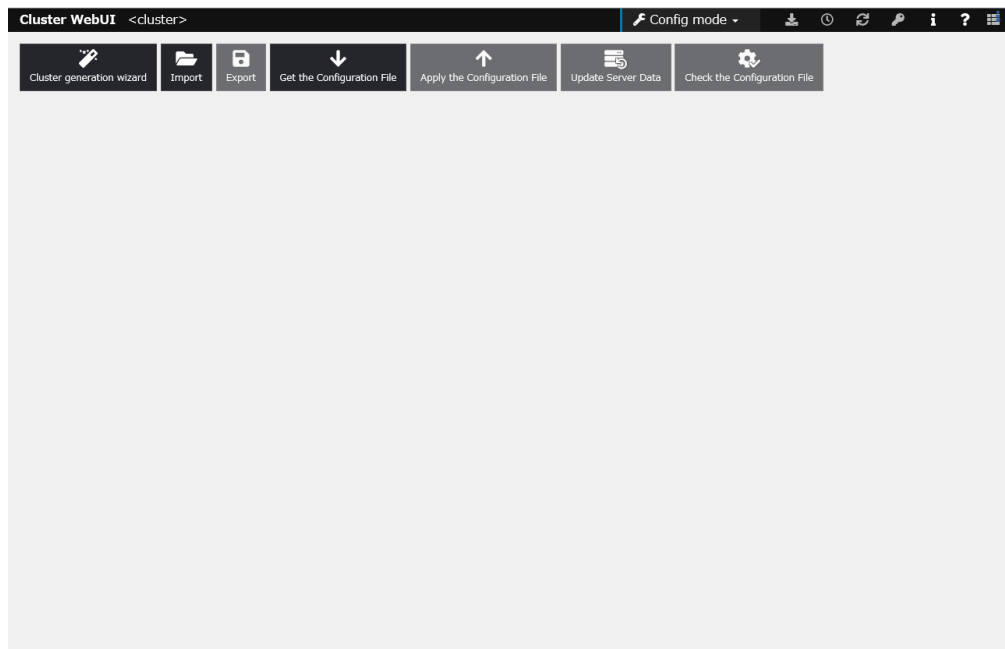 Cluster WebUI <cluster> Config mode
Cluster generation wizard Import Export Get the Configuration File Apply the Configuration File Update Server Data Check the Configuration File